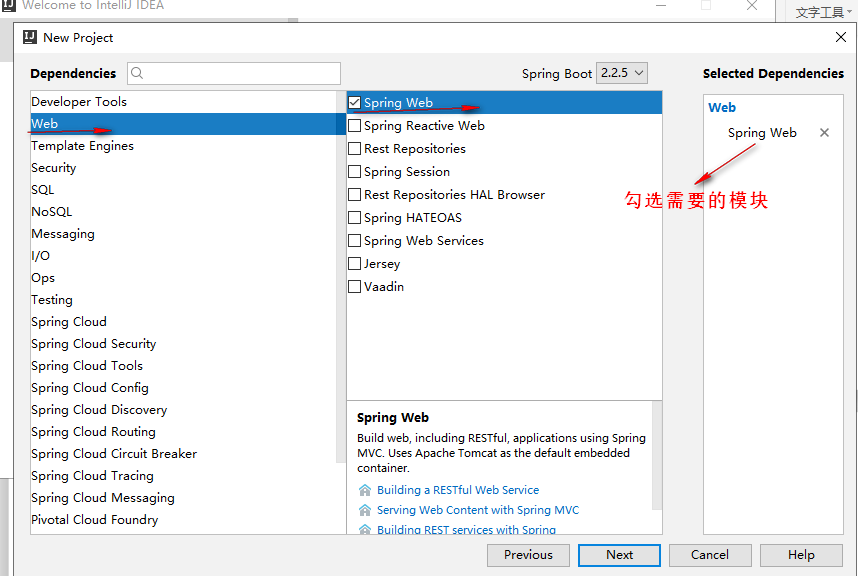 Welcome to IntelliJ IDEA
文字工具
New Project
Dependencies
Spring Boot 2.2.5
Selected Dependencies
Developer Tools
Web
Template Engines
Security
SQL
NoSQL
Messaging
I/O
Ops
Testing
Spring Cloud
Spring Cloud Security
Spring Cloud Tools
Spring Cloud Config
Spring Cloud Discovery
Spring Cloud Routing
Spring Cloud Circuit Breaker
Spring Cloud Tracing
Spring Cloud Messaging
Pivotal Cloud Foundry
Spring Web
Spring Reactive Web
Rest Repositories
Spring Session
Rest Repositories HAL Browser
Spring HATEOAS
Spring Web Services
Jersey
Vaadin
Spring Web
Build web, including RESTful, applications using Spring
MVC. Uses Apache Tomcat as the default embedded
container.
Building a RESTful Web Service
Serving Web Content with Spring MVC
Building REST services with Spring
Web
Spring Web
勾选需要的模块
Previous
Next
Cancel
Help